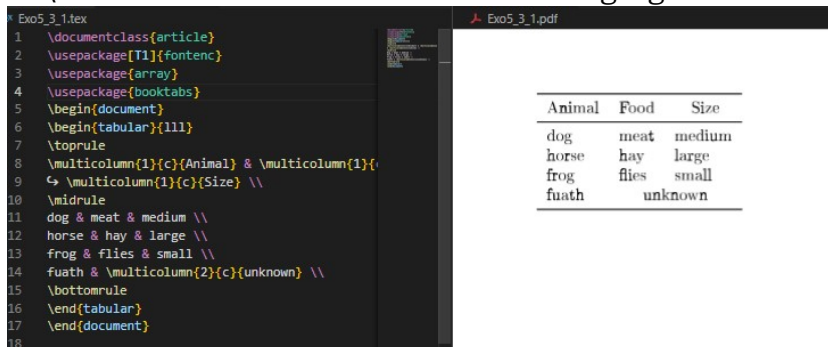 Exo5_3_1.tex
1 \documentclass{article}
2 \usepackage[T1]{fontenc}
3 \usepackage{array}
4 \usepackage{booktabs}
5 \begin{document}
6 \begin{tabular}{lll}
7 \toprule
8 \multicolumn{1}{c}{Animal} & \multicolumn{1}{
9 ↪ \multicolumn{1}{c}{Size} \\
10 \midrule
11 dog & meat & medium \\
12 horse & hay & large \\
13 frog & flies & small \\
14 fuath & \multicolumn{2}{c}{unknown} \\
15 \bottomrule
16 \end{tabular}
17 \end{document}
18
Exo5_3_1.pdf
Animal Food Size
dog meat medium
horse hay large
frog flies small
fuath unknown